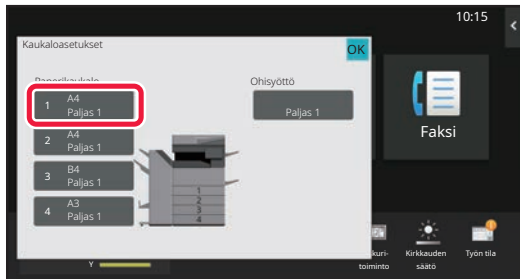 10:15
Kaukaloasetukset
OK
Paperikaukalo
Ohisyöttö
1 A4
Paljas 1
Paljas 1
2 A4
Paljas 1
3 B4
Paljas 1
4 A3
Paljas 1
1
2
3
4
Faksi
toiminto
Kirkkauden
säätö
Työn tila
Y